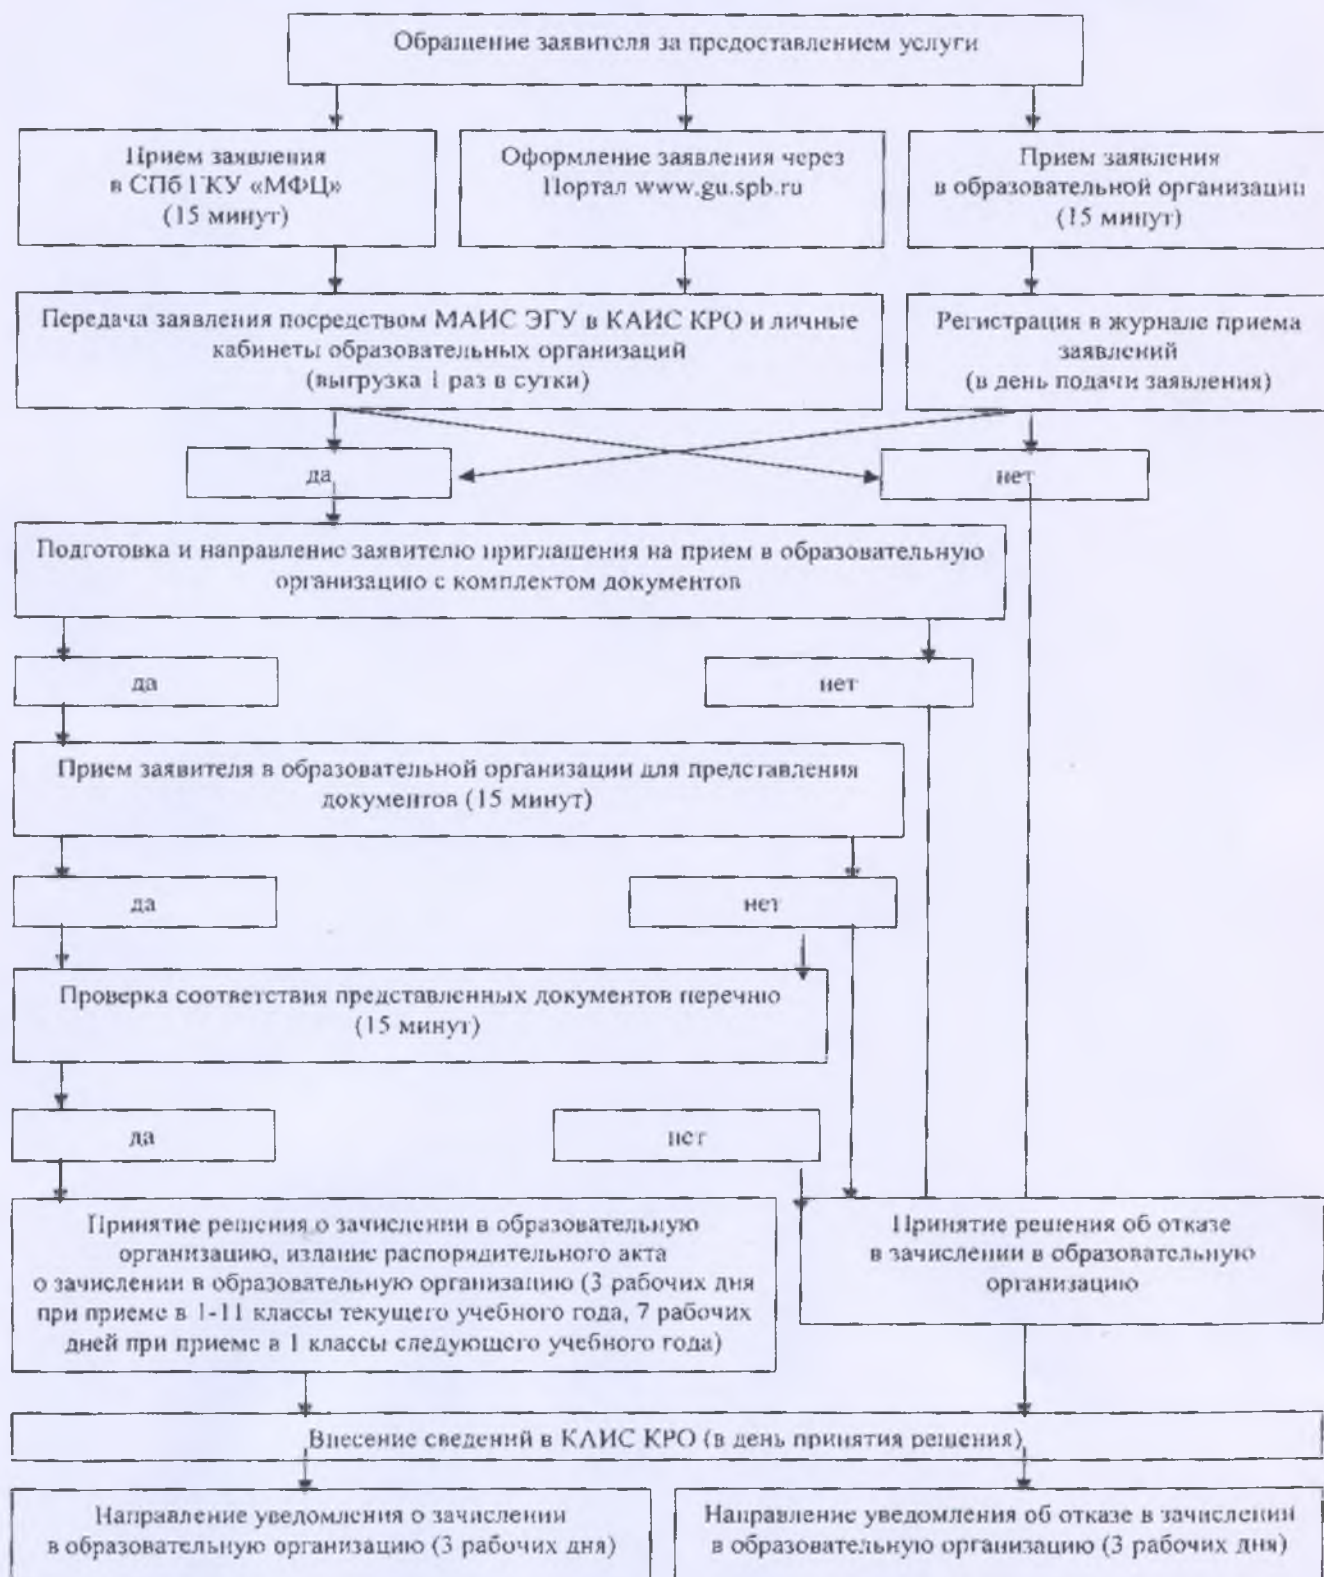 Обращение заявителя за предоставлением услуги
Прием заявления
в СПб ГКУ «МФЦ»
(15 минут)
Оформление заявления через
Портал www.gu.spb.ru
Прием заявления
в образовательной организации
(15 минут)
Передача заявления посредством МАИС ЭГУ в КАИС КРО и личные
кабинеты образовательных организаций
(выгрузка 1 раз в сутки)
Регистрация в журнале приема
заявлений
(в день подачи заявления)
да
нет
Подготовка и направление заявителю приглашения на прием в образовательную
организацию с комплектом документов
да
нет
Прием заявителя в образовательной организации для представления
документов (15 минут)
да
нет
Проверка соответствия представленных документов перечню
(15 минут)
да
нет
Принятие решения о зачислении в образовательную
организацию, издание распорядительного акта
о зачислении в образовательную организацию (3 рабочих дня
при приеме в 1-11 классы текущего учебного года, 7 рабочих
дней при приеме в 1 классы следующего учебного года)
Принятие решения об отказе
в зачислении в образовательную
организацию
Внесение сведений в КАИС КРО (в день принятия решения)
Направление уведомления о зачислении
в образовательную организацию (3 рабочих дня)
Направление уведомления об отказе в зачислении
в образовательную организацию (3 рабочих дня)